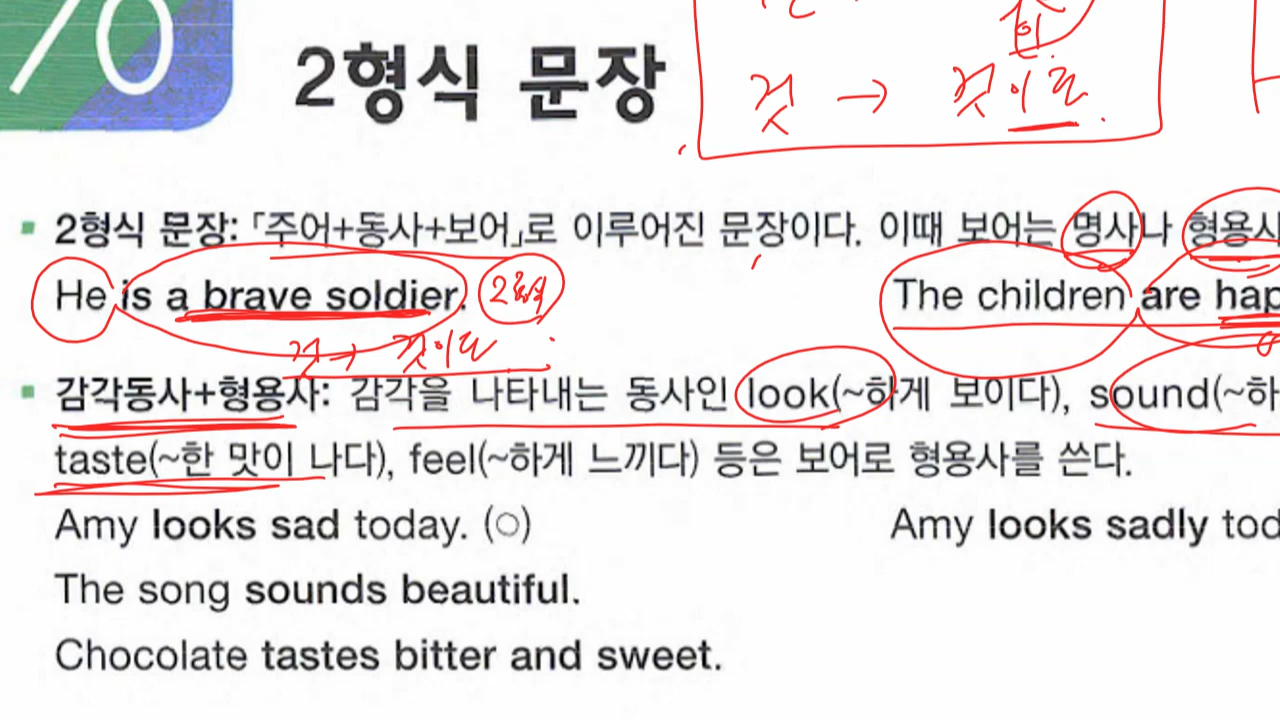 70
인
2형식 문장
것 → 것이로.
2형식 문장: 「주어+동사+보어」로 이루어진 문장이다. 이때 보어는 명사나 형용사
He is a brave soldier. 2형식
The children are hap
것 → 것이로.
감각동사+형용사: 감각을 나타내는 동사인 look(~하게 보이다), sound(~하
taste(~한 맛이 나다), feel(~하게 느끼다) 등은 보어로 형용사를 쓴다.
Amy looks sad today. (○)
Amy looks sadly tod
The song sounds beautiful.
Chocolate tastes bitter and sweet.